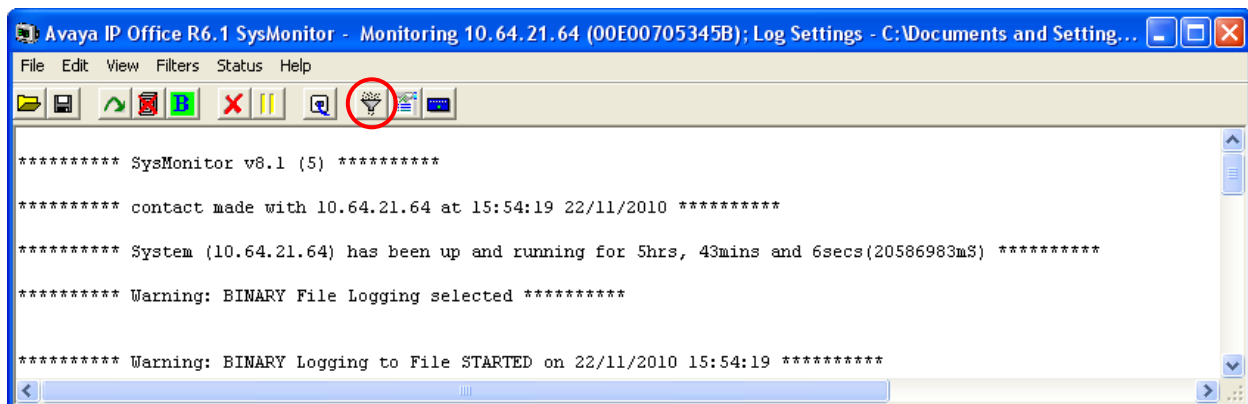 Avaya IP Office R6.1 SysMonitor - Monitoring 10.64.21.64 (00E00705345B); Log Settings - C:\Documents and Setting...
File Edit View Filters Status Help
B
********** SysMonitor v8.1 (5) **********
********** contact made with 10.64.21.64 at 15:54:19 22/11/2010 **********
********** System (10.64.21.64) has been up and running for 5hrs, 43mins and 6secs(20586983mS) **********
********** Warning: BINARY File Logging selected **********
********** Warning: BINARY Logging to File STARTED on 22/11/2010 15:54:19 **********